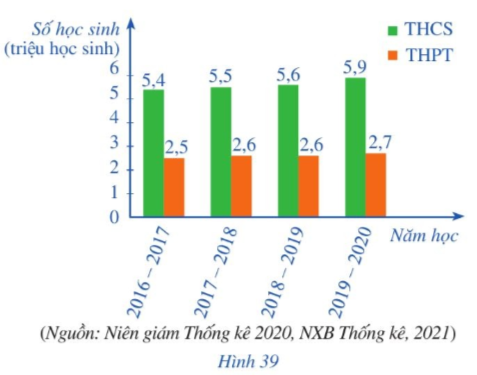 Số học sinh
(triệu học sinh)
THCS
THPT
6
5
4
3
2
1
0
5,4
2,5
5,5
2,6
5,6
2,6
5,9
2,7
2016 – 2017
2017 – 2018
2018 – 2019
2019 – 2020
Năm học
(Nguồn: Niên giám Thống kê 2020, NXB Thống kê, 2021)
Hình 39